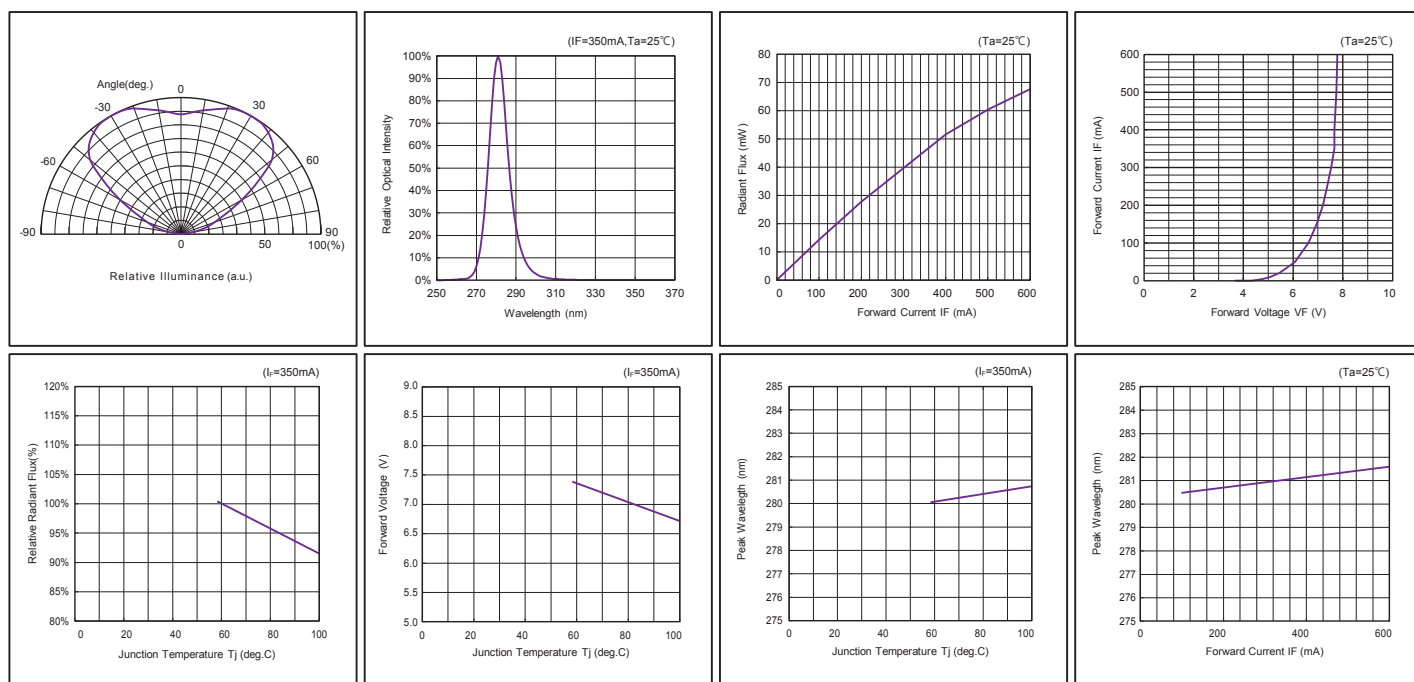 Angle(deg.)
0
-30
30
-60
60
-90
90
0
50
100(%)
Relative Illuminance (a.u.)
(IF=350mA,Ta=25℃)
Relative Optical Intensity
100%
90%
80%
70%
60%
50%
40%
30%
20%
10%
0%
250 270 290 310 330 350 370
Wavelength (nm)
(Ta=25℃)
Radiant Flux (mW)
80
70
60
50
40
30
20
10
0
0 100 200 300 400 500 600
Forward Current IF (mA)
(Ta=25℃)
Forward Current IF (mA)
600
500
400
300
200
100
0
0 2 4 6 8 10
Forward Voltage VF (V)
(IF=350mA)
Relative Radiant Flux(%)
120%
115%
110%
105%
100%
95%
90%
85%
80%
0 20 40 60 80 100
Junction Temperature Tj (deg.C)
(IF=350mA)
Forward Voltage (V)
9.0
8.5
8.0
7.5
7.0
6.5
6.0
5.5
5.0
0 20 40 60 80 100
Junction Temperature Tj (deg.C)
(IF=350mA)
Peak Wavelegth (nm)
285
284
283
282
281
280
279
278
277
276
275
0 20 40 60 80 100
Junction Temperature Tj (deg.C)
(Ta=25℃)
Peak Wavelegth (nm)
285
284
283
282
281
280
279
278
277
276
275
0 200 400 600
Forward Current IF (mA)